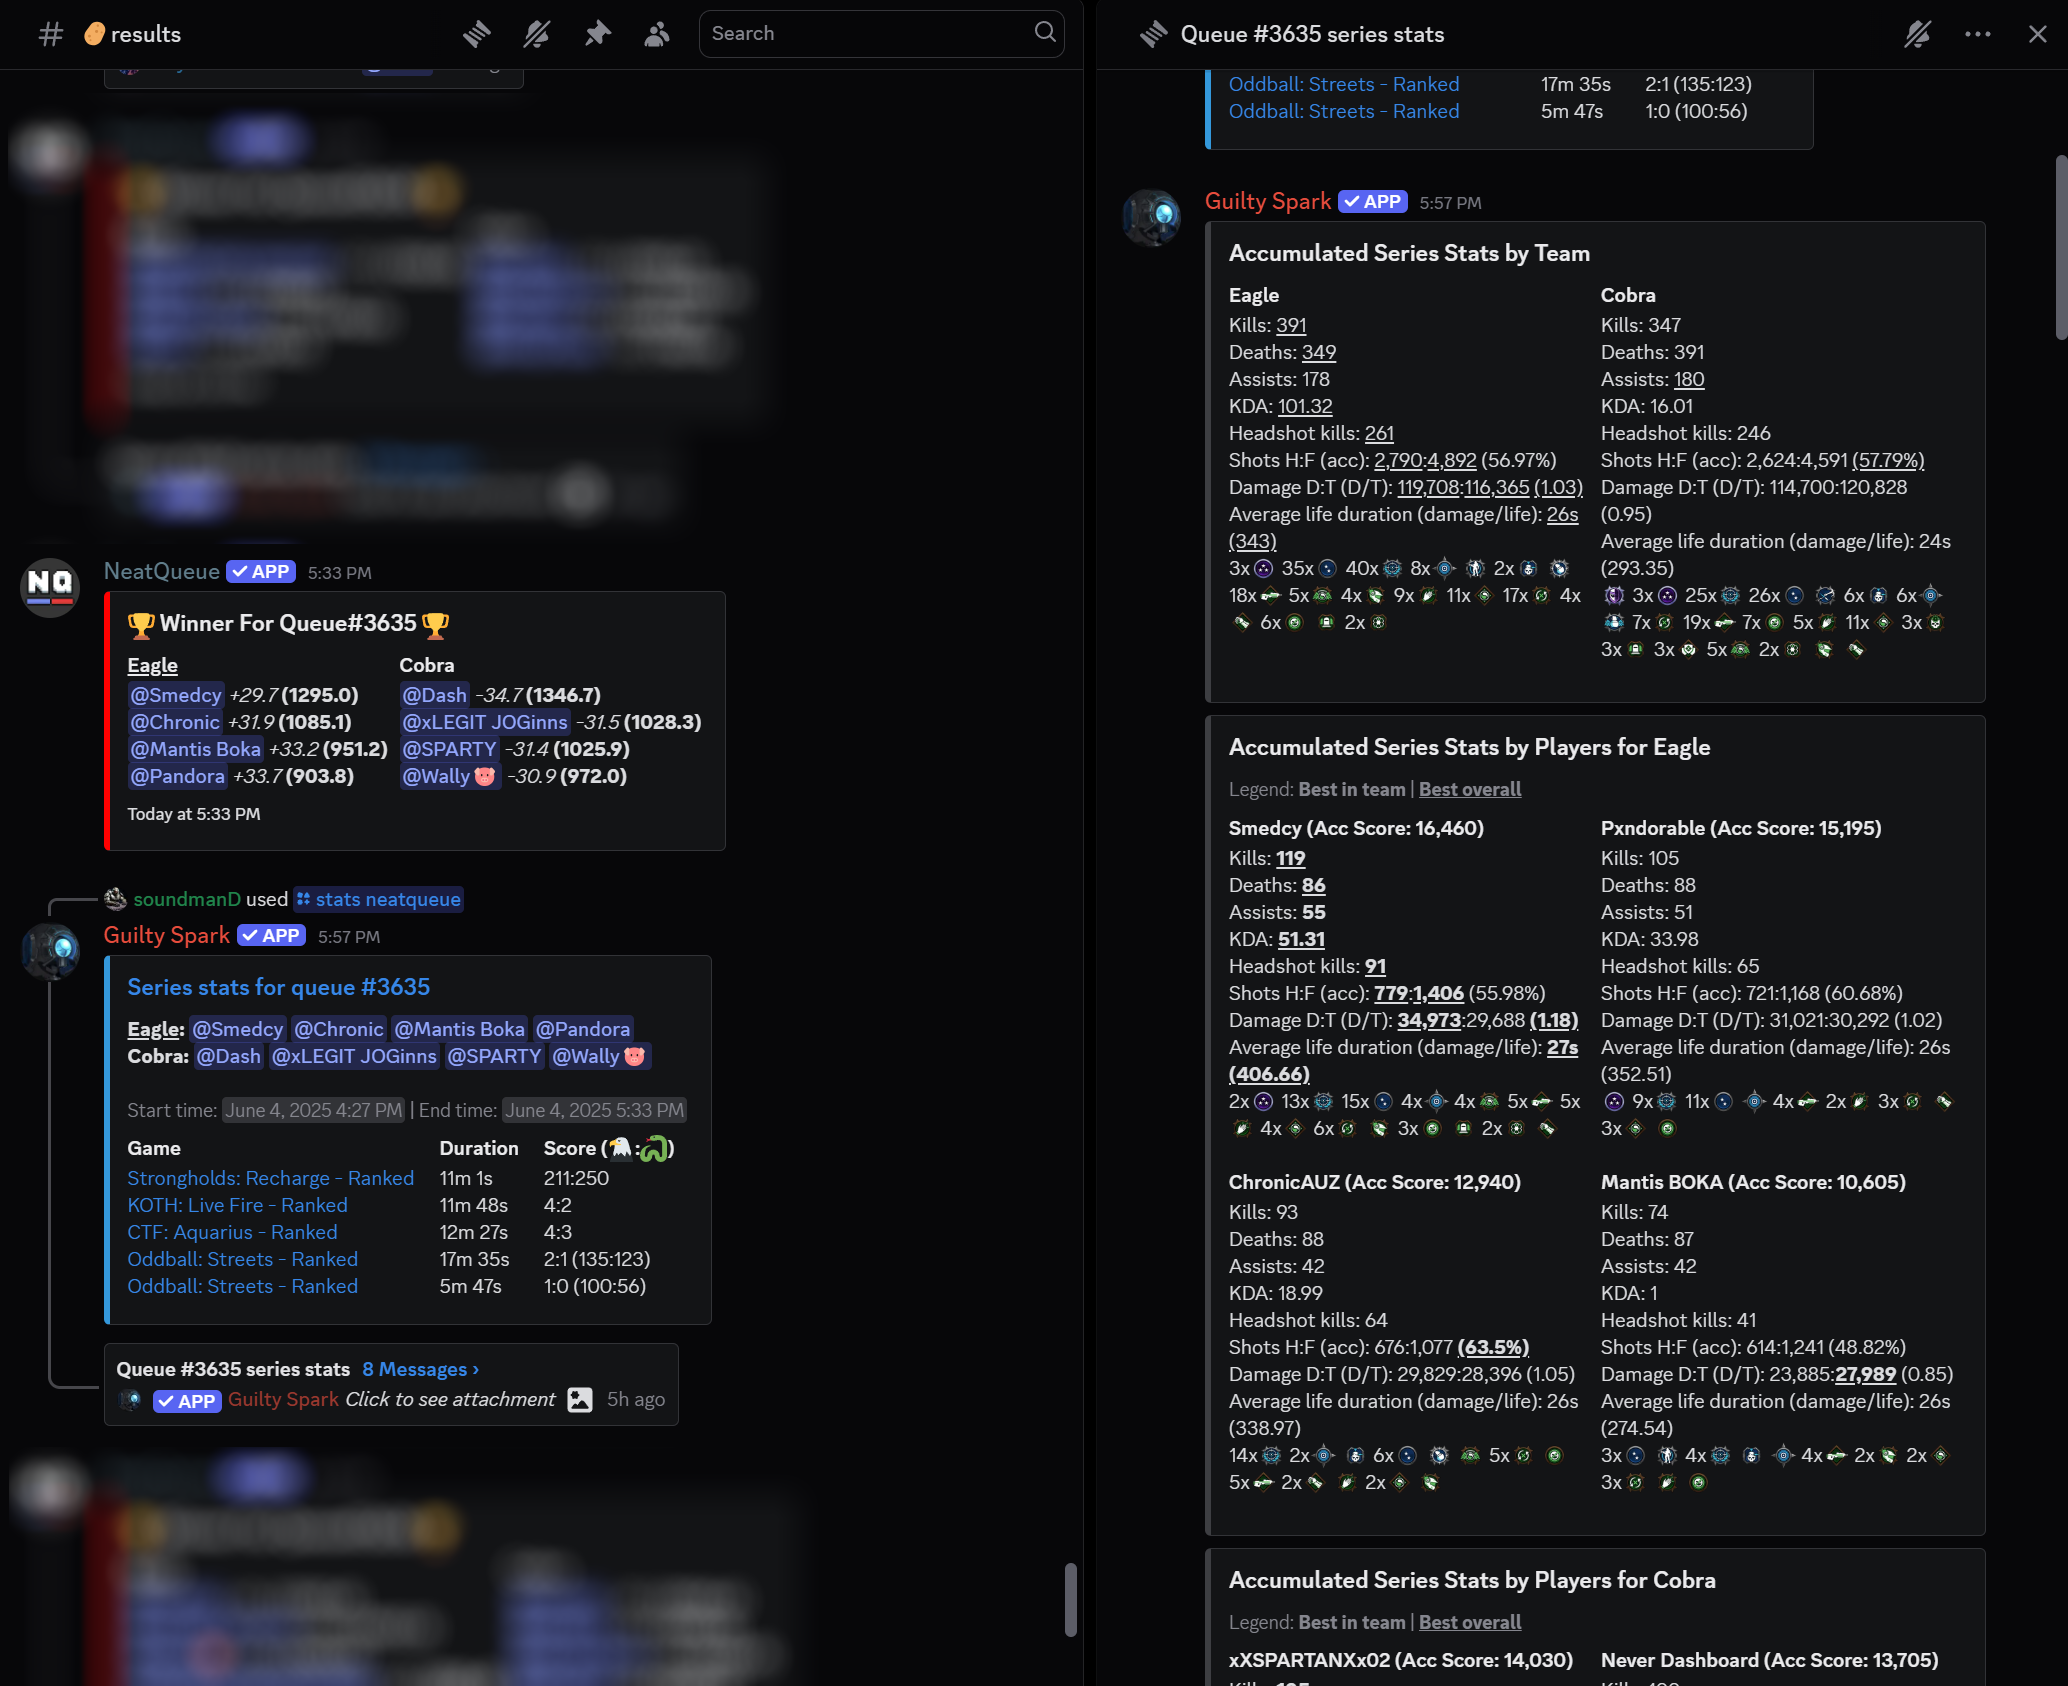 results
Search
NeatQueue APP 5:33 PM
Winner For Queue#3635
Eagle
@Smedcy +29.7 (1295.0)
@Chronic +31.9 (1085.1)
@Mantis Boka +33.2 (951.2)
@Pandora +33.7 (903.8)
Cobra
@Dash -34.7 (1346.7)
@xLEGIT JOGinns -31.5 (1028.3)
@SPARTY -31.4 (1025.9)
@Wally🐷 -30.9 (972.0)
Today at 5:33 PM
soundmanD used stats neatqueue
Guilty Spark APP 5:57 PM
Series stats for queue #3635
Eagle: @Smedcy @Chronic @Mantis Boka @Pandora
Cobra: @Dash @xLEGIT JOGinns @SPARTY @Wally🐷
Start time: June 4, 2025 4:27 PM | End time: June 4, 2025 5:33 PM
Game Duration Score (🦅:🐍)
Strongholds: Recharge - Ranked 11m 1s 211:250
KOTH: Live Fire - Ranked 11m 48s 4:2
CTF: Aquarius - Ranked 12m 27s 4:3
Oddball: Streets - Ranked 17m 35s 2:1 (135:123)
Oddball: Streets - Ranked 5m 47s 1:0 (100:56)
Queue #3635 series stats 8 Messages ›
APP Guilty Spark Click to see attachment 5h ago
Queue #3635 series stats
Oddball: Streets - Ranked 17m 35s 2:1 (135:123)
Oddball: Streets - Ranked 5m 47s 1:0 (100:56)
Guilty Spark APP 5:57 PM
Accumulated Series Stats by Team
Eagle
Kills: 391
Deaths: 349
Assists: 178
KDA: 101.32
Headshot kills: 261
Shots H:F (acc): 2,790:4,892 (56.97%)
Damage D:T (D/T): 119,708:116,365 (1.03)
Average life duration (damage/life): 26s
(343)
3x 35x 40x 8x 2x
18x 5x 4x 9x 11x 17x 4x
6x 2x
Cobra
Kills: 347
Deaths: 391
Assists: 180
KDA: 16.01
Headshot kills: 246
Shots H:F (acc): 2,624:4,591 (57.79%)
Damage D:T (D/T): 114,700:120,828
(0.95)
Average life duration (damage/life): 24s
(293.35)
3x 25x 26x 6x 6x
7x 19x 7x 5x 11x 3x
3x 3x 5x 2x
Accumulated Series Stats by Players for Eagle
Legend: Best in team | Best overall
Smedcy (Acc Score: 16,460)
Kills: 119
Deaths: 86
Assists: 55
KDA: 51.31
Headshot kills: 91
Shots H:F (acc): 779:1,406 (55.98%)
Damage D:T (D/T): 34,973:29,688 (1.18)
Average life duration (damage/life): 27s
(406.66)
2x 13x 15x 4x 4x 5x 5x
4x 6x 3x 2x
Pxndorable (Acc Score: 15,195)
Kills: 105
Deaths: 88
Assists: 51
KDA: 33.98
Headshot kills: 65
Shots H:F (acc): 721:1,168 (60.68%)
Damage D:T (D/T): 31,021:30,292 (1.02)
Average life duration (damage/life): 26s
(352.51)
9x 11x 4x 2x 3x
3x
ChronicAUZ (Acc Score: 12,940)
Kills: 93
Deaths: 88
Assists: 42
KDA: 18.99
Headshot kills: 64
Shots H:F (acc): 676:1,077 (63.5%)
Damage D:T (D/T): 29,829:28,396 (1.05)
Average life duration (damage/life): 26s
(338.97)
14x 2x 6x 5x
5x 2x 2x
Mantis BOKA (Acc Score: 10,605)
Kills: 74
Deaths: 87
Assists: 42
KDA: 1
Headshot kills: 41
Shots H:F (acc): 614:1,241 (48.82%)
Damage D:T (D/T): 23,885:27,989 (0.85)
Average life duration (damage/life): 26s
(274.54)
3x 4x 4x 2x 2x
3x
Accumulated Series Stats by Players for Cobra
Legend: Best in team | Best overall
xXSPARTANXx02 (Acc Score: 14,030)
Never Dashboard (Acc Score: 13,705)